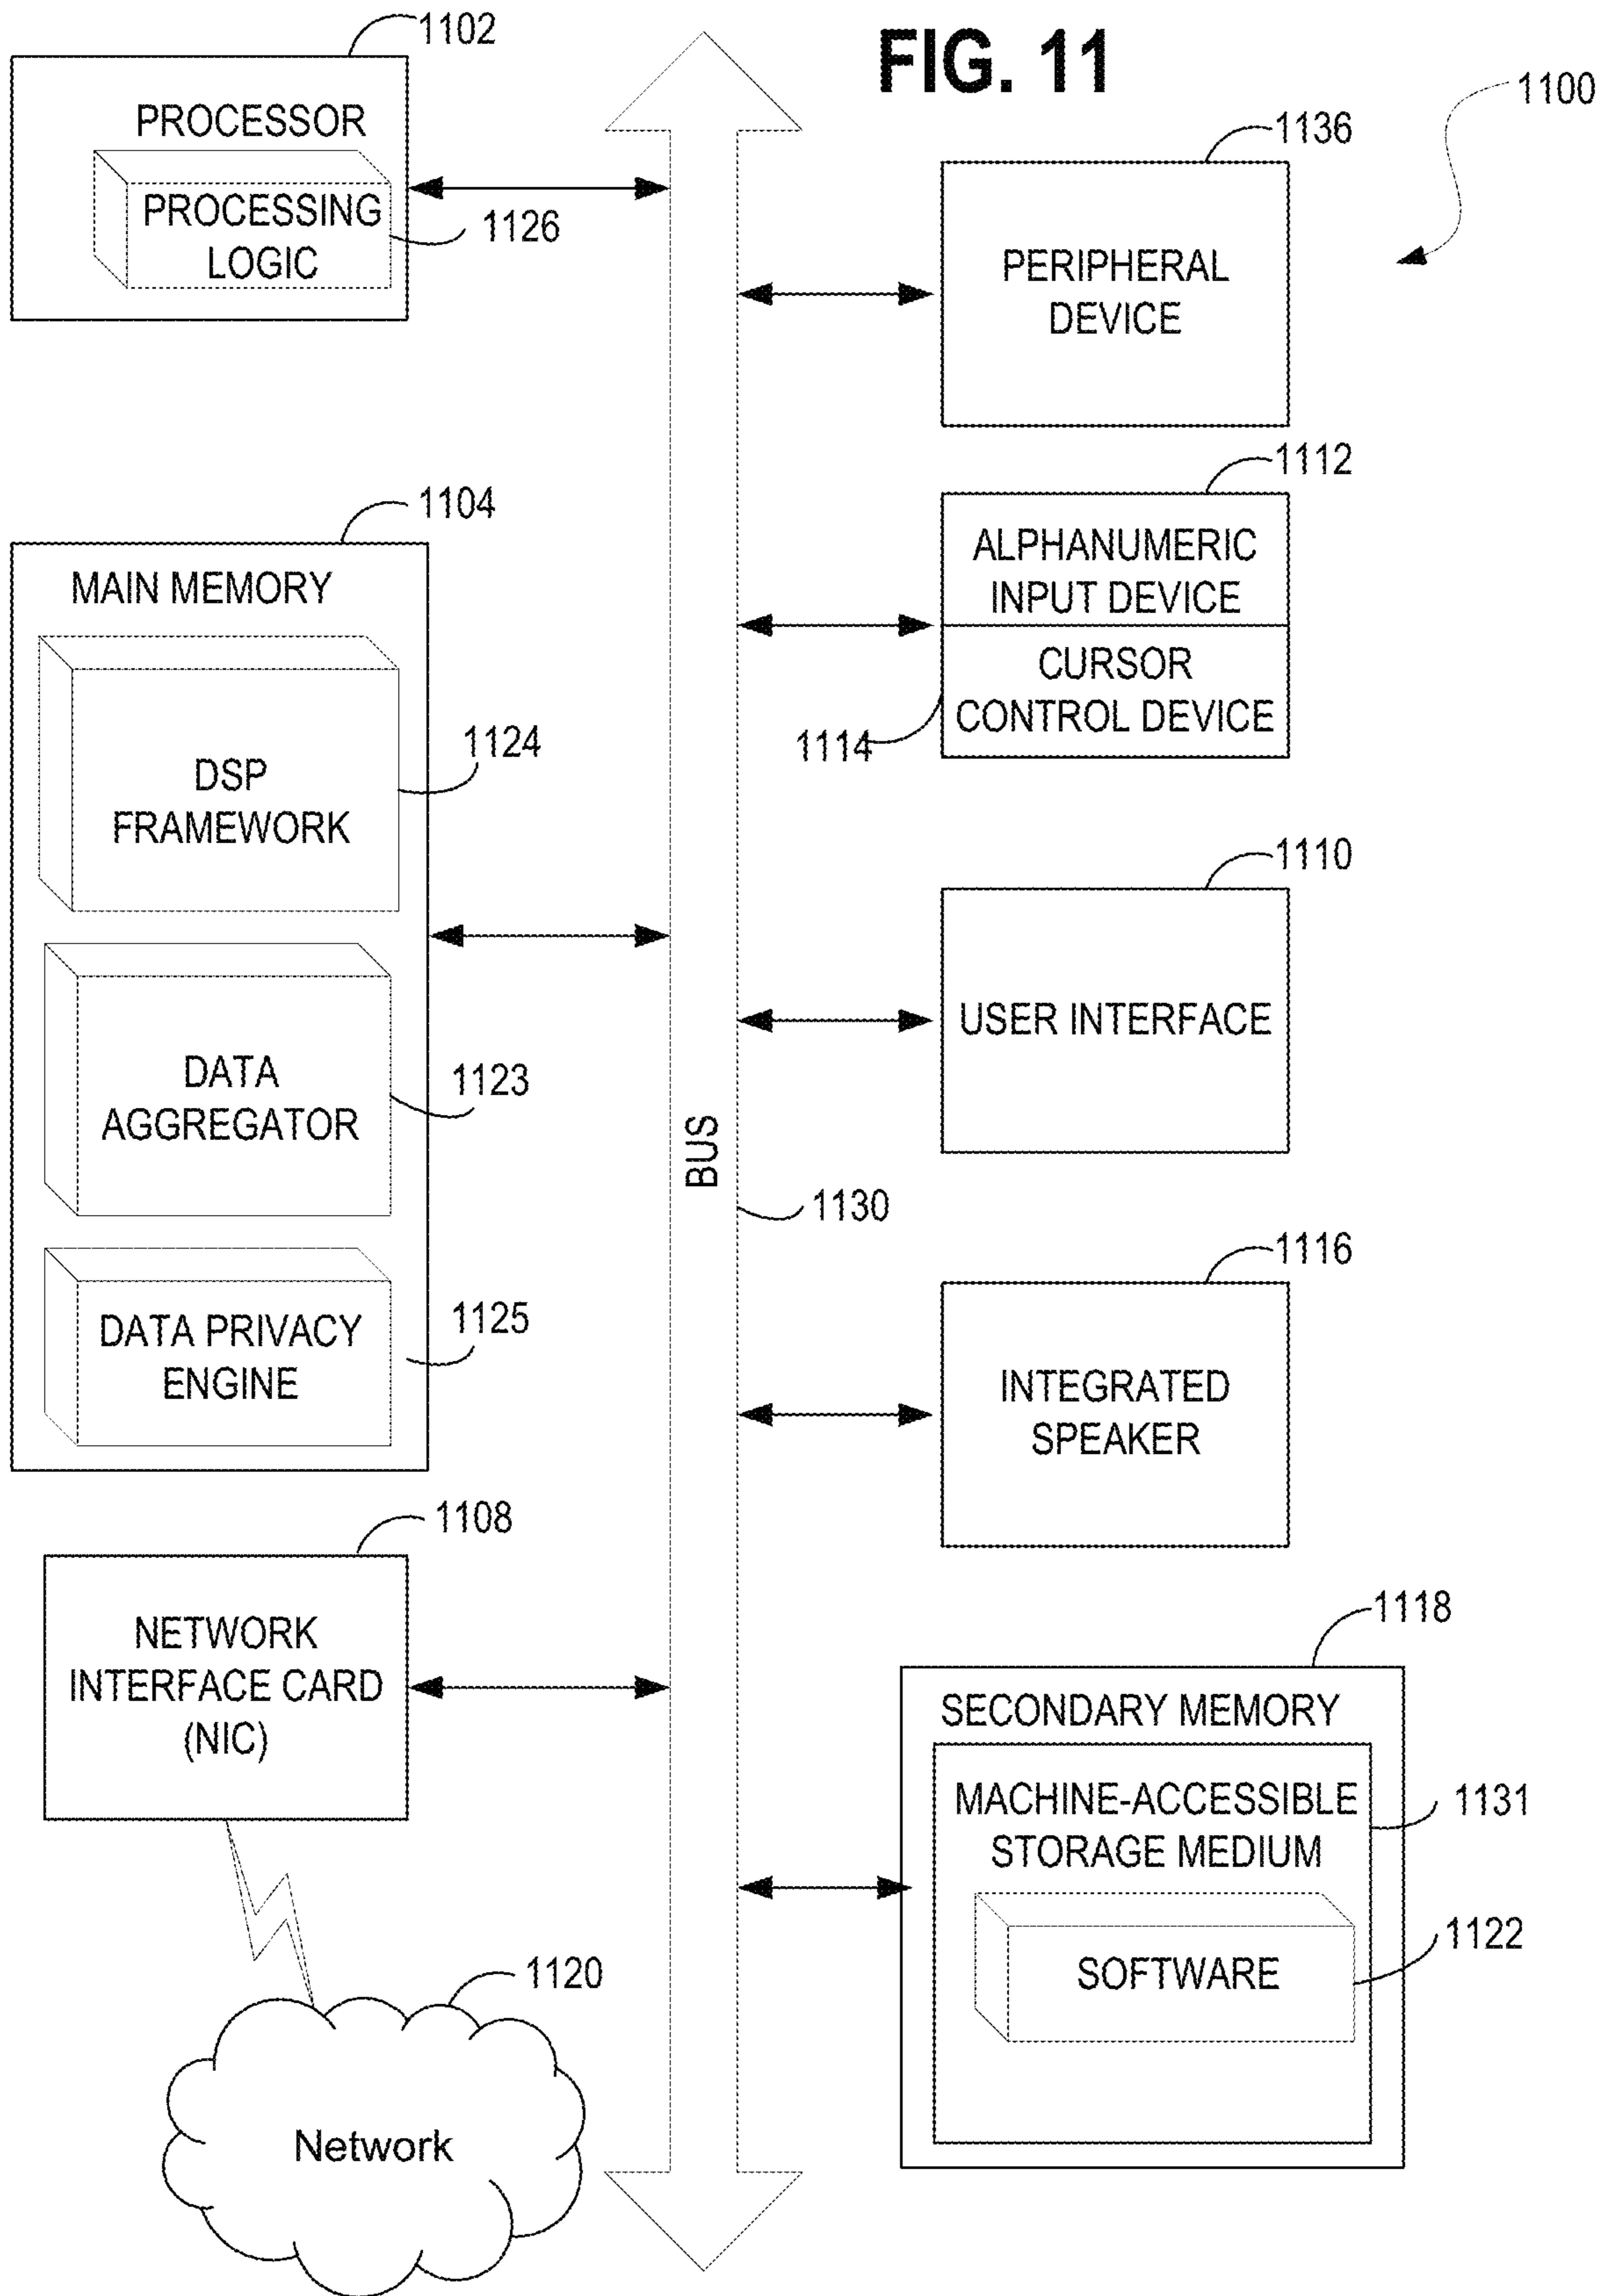 FIG. 11
1100
1102
PROCESSOR
PROCESSING
LOGIC
1126
1136
PERIPHERAL
DEVICE
1104
MAIN MEMORY
DSP
FRAMEWORK
1124
DATA
AGGREGATOR
1123
DATA PRIVACY
ENGINE
1125
1112
ALPHANUMERIC
INPUT DEVICE
CURSOR
CONTROL DEVICE
1114
1110
USER INTERFACE
BUS
1130
1116
INTEGRATED
SPEAKER
1108
NETWORK
INTERFACE CARD
(NIC)
1118
SECONDARY MEMORY
MACHINE-ACCESSIBLE
STORAGE MEDIUM
1131
SOFTWARE
1122
1120
Network